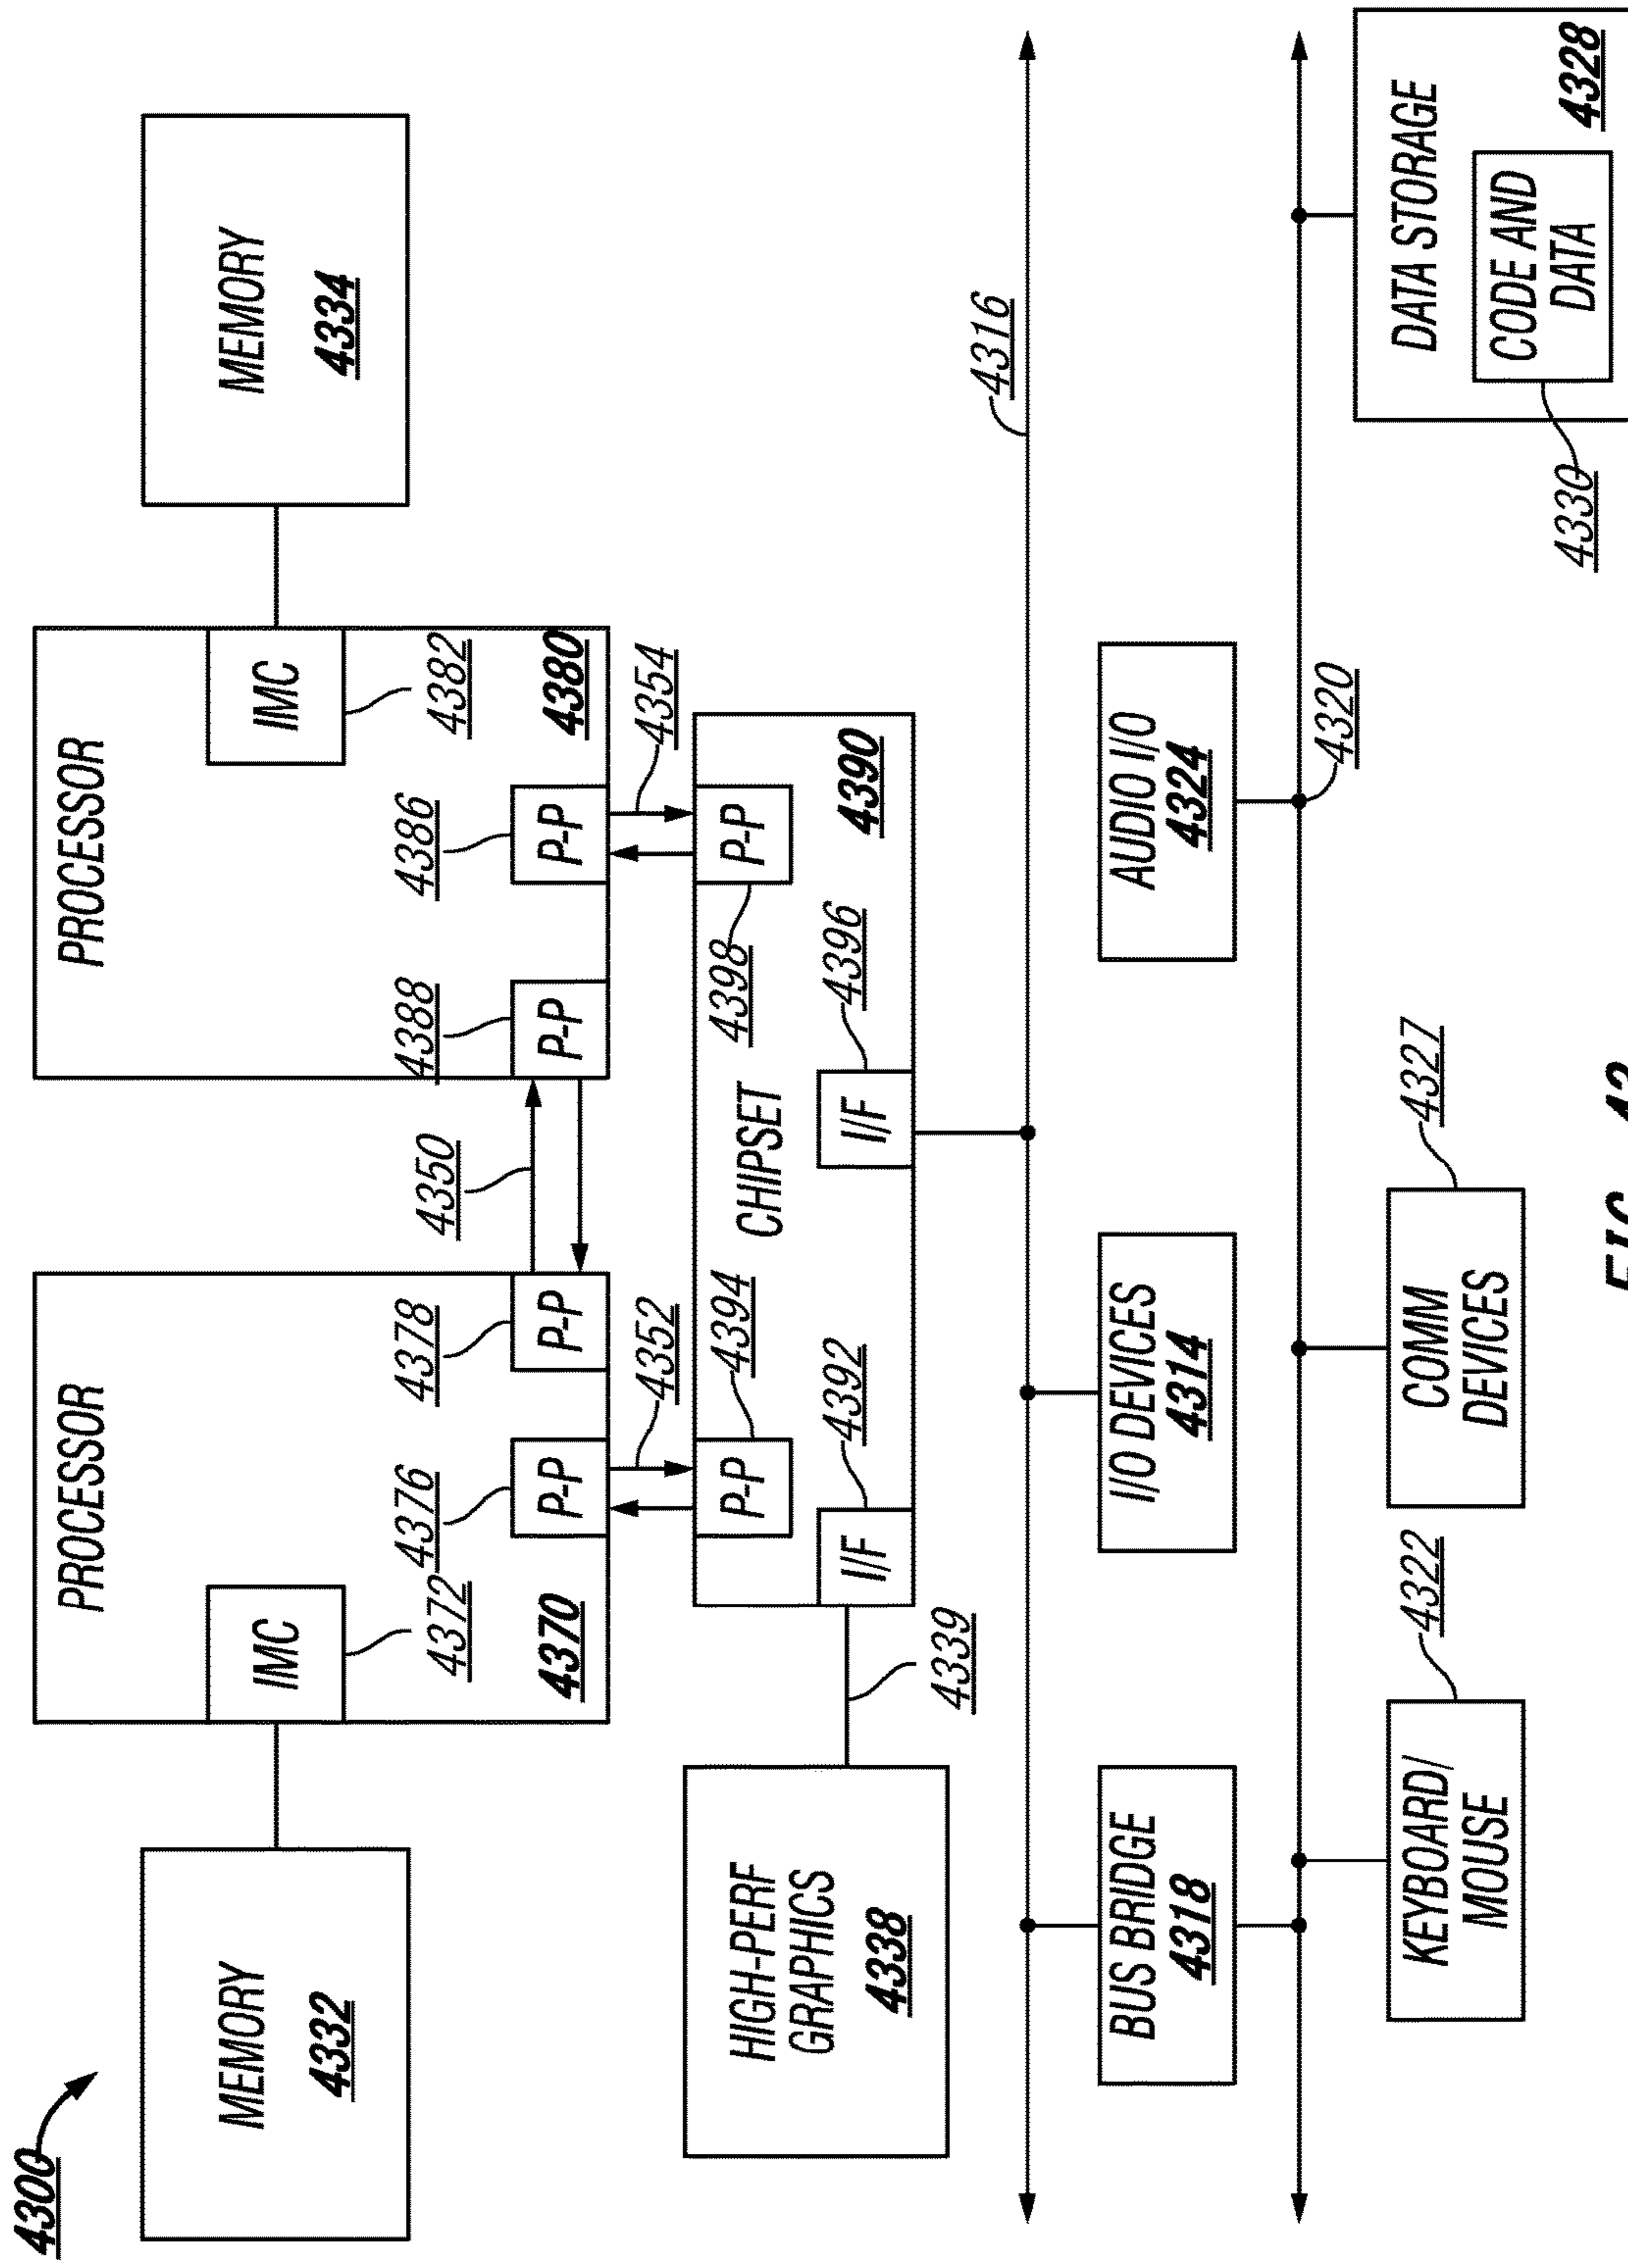 4300
PROCESSOR
PROCESSOR
MEMORY
4332
IMC
4372
4370
4376
P-P
4378
P-P
4350
4388
P-P
4386
P-P
IMC
4382
4380
MEMORY
4334
4352
4354
HIGH-PERF
GRAPHICS
4338
4339
P-P
4394
CHIPSET
4398
P-P
4390
I/F
4392
I/F
4396
4316
BUS BRIDGE
4318
I/O DEVICES
4314
AUDIO I/O
4324
4320
KEYBOARD/
MOUSE
4322
COMM
DEVICES
4327
DATA STORAGE
4328
CODE AND
DATA
4330